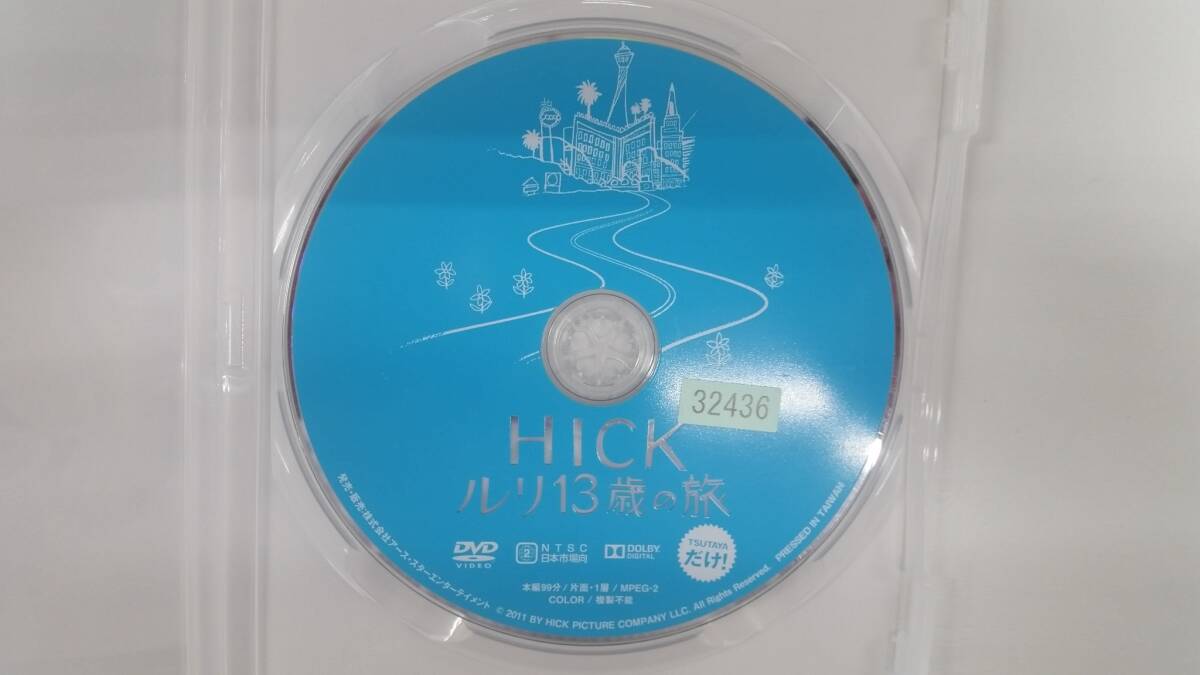 32436
HICK
ルリ13歳の旅
DVD
VIDEO
2
NTSC
日本市場向
DOLBY
DIGITAL
TSUTAYA
だけ!
本編99分/片面・1層/MPEG-2
COLOR/複製不能
発売・販売:株式会社アース・スターエンターテイメント © 2011 BY HICK PICTURE COMPANY LLC. All Rights Reserved. PRESSED IN TAIWAN